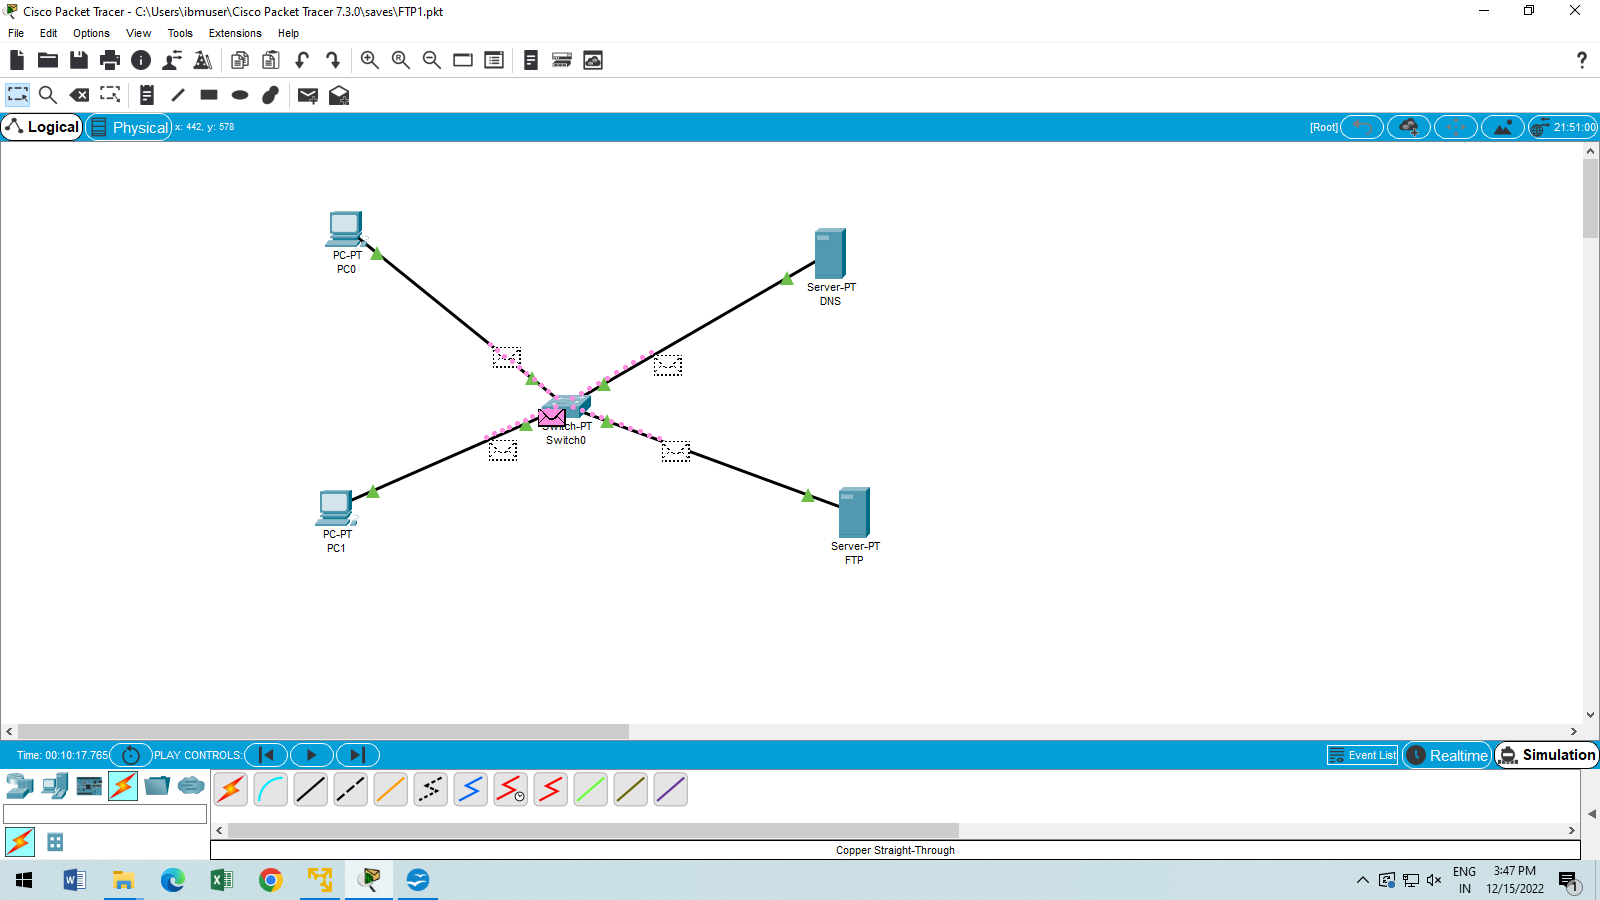 Cisco Packet Tracer - C:\Users\ibmuser\Cisco Packet Tracer 7.3.0\saves\FTP1.pkt
File Edit Options View Tools Extensions Help
?
Logical Physical x: 442, y: 578 [Root] 21:51:00
PC-PT
PC0
Server-PT
DNS
Switch-PT
Switch0
PC-PT
PC1
Server-PT
FTP
Time: 00:10:17.765 PLAY CONTROLS: Event List Realtime Simulation
Copper Straight-Through
ENG 3:47 PM
IN 12/15/2022 1